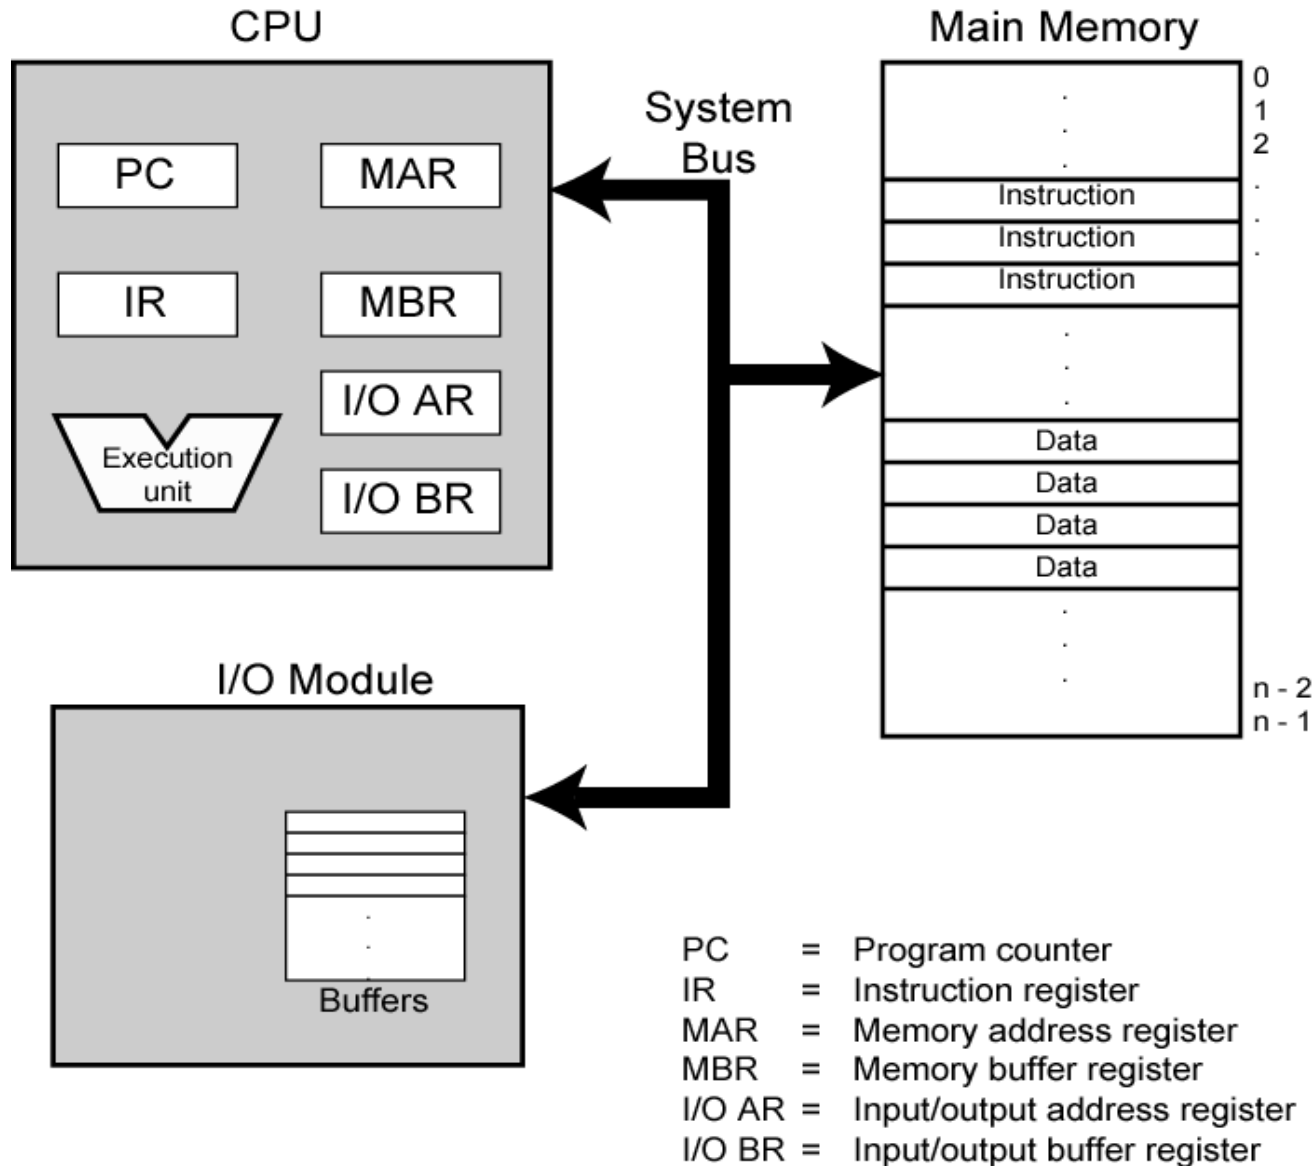 CPU
PC
MAR
IR
MBR
I/O AR
I/O BR
Execution
unit
System
Bus
Main Memory
0
1
2
.
.
.
.
.
.
Instruction
Instruction
Instruction
.
.
.
Data
Data
Data
Data
.
.
.
n - 2
n - 1
I/O Module
.
.
.
Buffers
PC = Program counter
IR = Instruction register
MAR = Memory address register
MBR = Memory buffer register
I/O AR = Input/output address register
I/O BR = Input/output buffer register